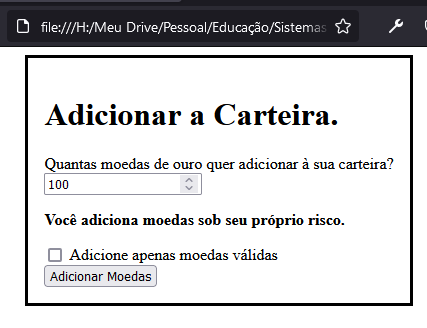 file:///H:/Meu Drive/Pessoal/Educação/Sistemas
Adicionar a Carteira.
Quantas moedas de ouro quer adicionar à sua carteira?
100
Você adiciona moedas sob seu próprio risco.
Adicione apenas moedas válidas
Adicionar Moedas